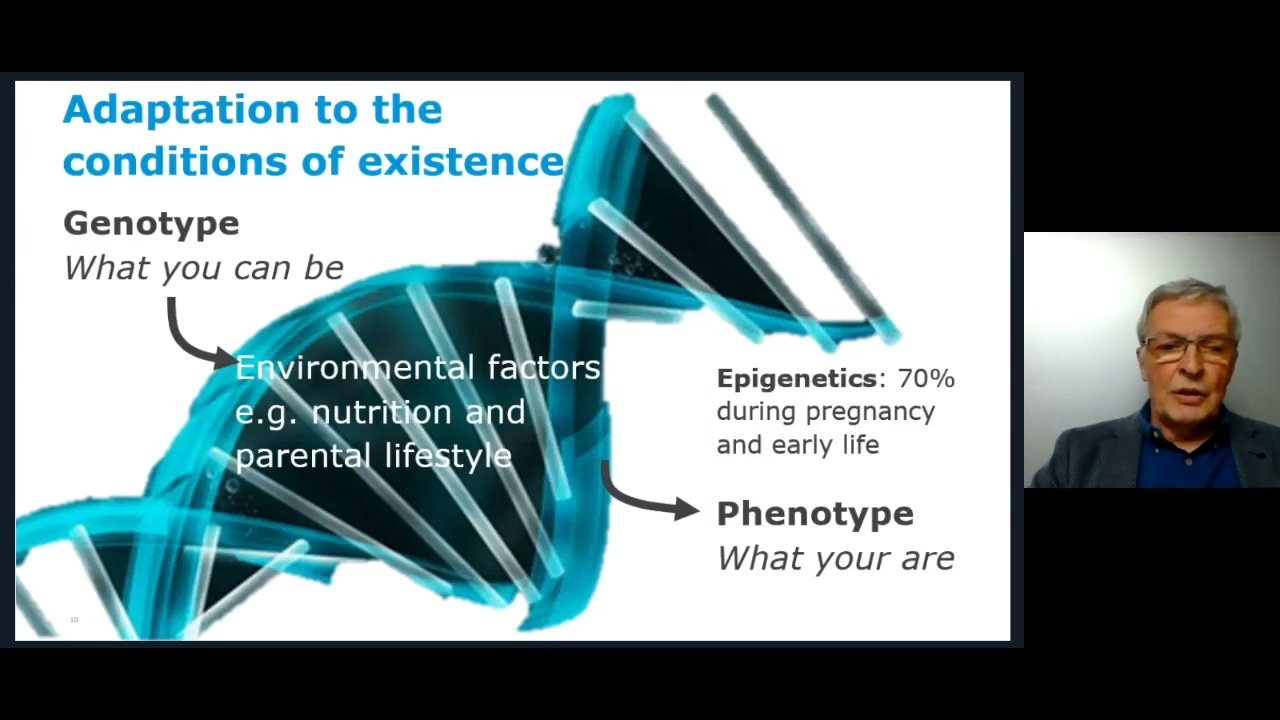 Adaptation to the
conditions of existence
Genotype
What you can be
Environmental factors
e.g. nutrition and
parental lifestyle
Epigenetics: 70%
during pregnancy
and early life
Phenotype
What your are
10